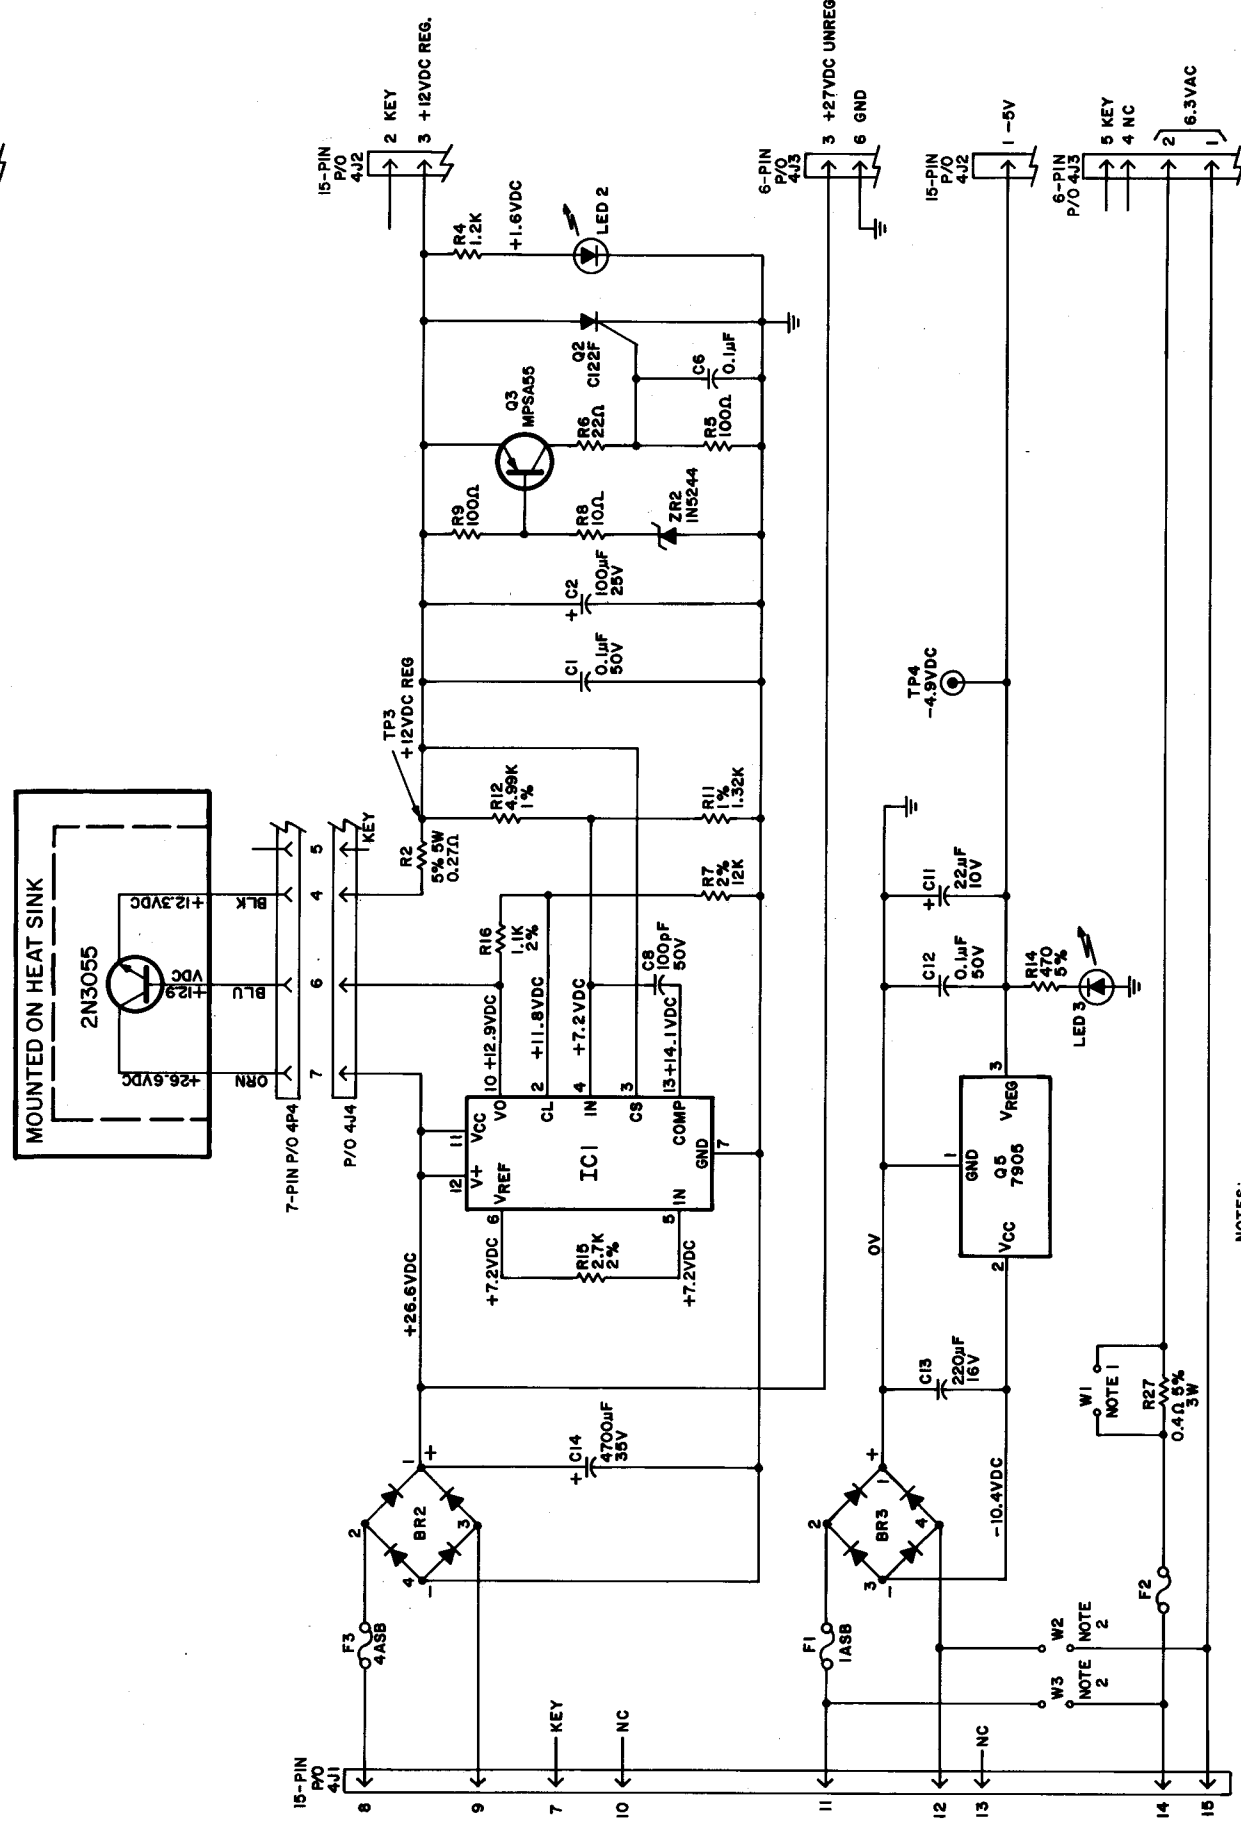 MOUNTED ON HEAT SINK
2N3055
+26.6VDC
ORN
+12.9
VDC
BLU
+12.3VDC
BLK
7-PIN P/O 4P4
P/O 4J4
7
6
4
5
KEY
15-PIN
P/O
4J1
8
9
7
KEY
10
NC
11
12
13
NC
14
15
F3
4ASB
2
1
+
BR2
4
-
3
+
C14
4700µF
35V
+26.6VDC
12
11
V+
VCC
6
VREF
IC1
VO
10
+12.9VDC
CL
2
+11.8VDC
IN
4
+7.2VDC
CS
3
COMP
13
+14.1VDC
GND
7
IN
5
+7.2VDC
R15
2.7K
2%
+7.2VDC
R16
1.1K
2%
C8
100pF
50V
R7
2%
12K
R2
5% 5W
0.27Ω
R12
4.99K
1%
R11
1%
1.32K
TP3
+12VDC REG
C1
0.1µF
50V
+
C2
100µF
25V
R9
100Ω
R8
10Ω
ZR2
1N5244
Q3
MPSA55
R6
22Ω
R5
100Ω
Q2
C122F
C6
0.1µF
R4
1.2K
+1.6VDC
LED 2
15-PIN
P/O
4J2
2 KEY
3 +12VDC REG.
6-PIN
P/O
4J3
3 +27VDC UNREG
6 GND
F1
1ASB
2
+
1
BR3
3
-
4
-10.4VDC
C13
220µF
16V
0V
1
GND
Q5
7905
2
VCC
VREG
3
C12
0.1µF
50V
+
C11
22µF
10V
R14
470
5%
LED 3
TP4
-4.9VDC
15-PIN
P/O
4J2
1 -5V
W3
NOTE
2
W2
NOTE
2
F2
W1
NOTE 1
R27
0.4Ω 5%
3W
6-PIN
P/O 4J3
5 KEY
4 NC
2
1
6.3VAC
NOTES: